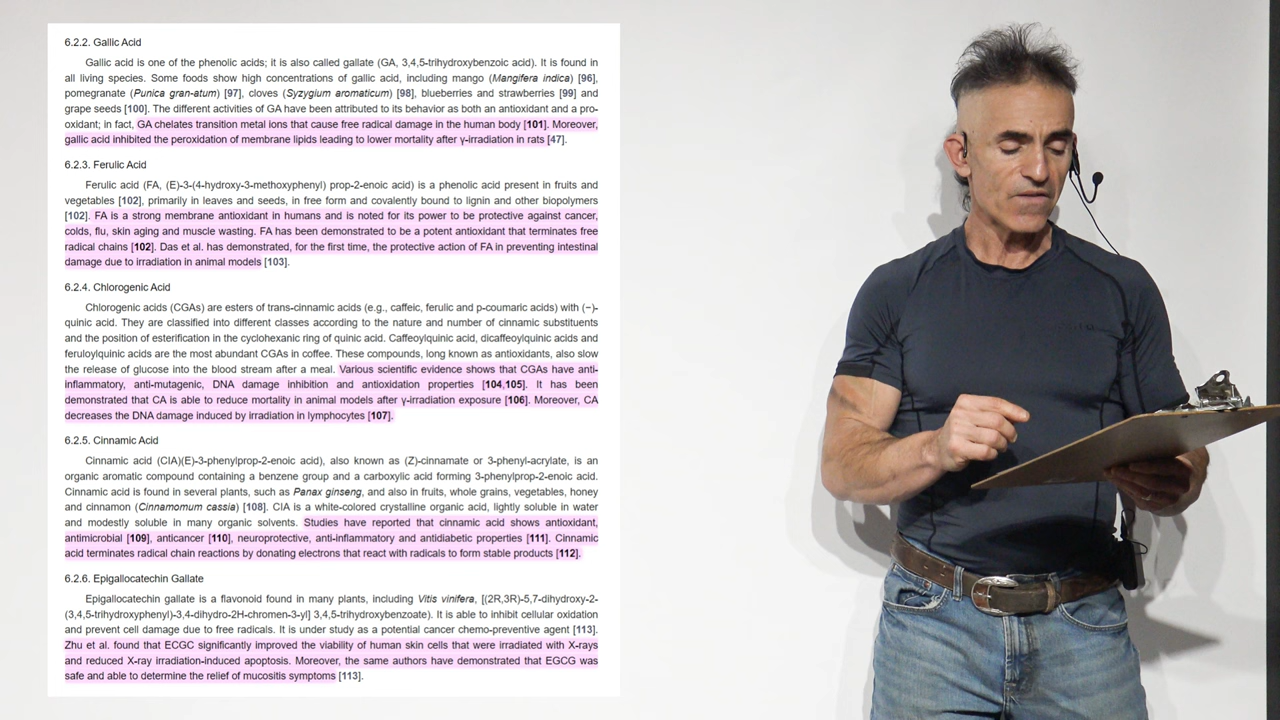 6.2.2. Gallic Acid
Gallic acid is one of the phenolic acids; it is also called gallate (GA, 3,4,5-trihydroxybenzoic acid). It is found in
all living species. Some foods show high concentrations of gallic acid, including mango (Mangifera indica) [96],
pomegranate (Punica gran-atum) [97], cloves (Syzygium aromaticum) [98], blueberries and strawberries [99] and
grape seeds [100]. The different activities of GA have been attributed to its behavior as both an antioxidant and a pro-
oxidant; in fact, GA chelates transition metal ions that cause free radical damage in the human body [101]. Moreover,
gallic acid inhibited the peroxidation of membrane lipids leading to lower mortality after γ-irradiation in rats [47].
6.2.3. Ferulic Acid
Ferulic acid (FA, (E)-3-(4-hydroxy-3-methoxyphenyl) prop-2-enoic acid) is a phenolic acid present in fruits and
vegetables [102], primarily in leaves and seeds, in free form and covalently bound to lignin and other biopolymers
[102]. FA is a strong membrane antioxidant in humans and is noted for its power to be protective against cancer,
colds, flu, skin aging and muscle wasting. FA has been demonstrated to be a potent antioxidant that terminates free
radical chains [102]. Das et al. has demonstrated, for the first time, the protective action of FA in preventing intestinal
damage due to irradiation in animal models [103].
6.2.4. Chlorogenic Acid
Chlorogenic acids (CGAs) are esters of trans-cinnamic acids (e.g., caffeic, ferulic and p-coumaric acids) with (−)-
quinic acid. They are classified into different classes according to the nature and number of cinnamic substituents
and the position of esterification in the cyclohexanic ring of quinic acid. Caffeoylquinic acid, dicaffeoylquinic acids and
feruloylquinic acids are the most abundant CGAs in coffee. These compounds, long known as antioxidants, also slow
the release of glucose into the blood stream after a meal. Various scientific evidence shows that CGAs have anti-
inflammatory, anti-mutagenic, DNA damage inhibition and antioxidation properties [104,105]. It has been
demonstrated that CA is able to reduce mortality in animal models after γ-irradiation exposure [106]. Moreover, CA
decreases the DNA damage induced by irradiation in lymphocytes [107].
6.2.5. Cinnamic Acid
Cinnamic acid (CIA)(E)-3-phenylprop-2-enoic acid), also known as (Z)-cinnamate or 3-phenyl-acrylate, is an
organic aromatic compound containing a benzene group and a carboxylic acid forming 3-phenylprop-2-enoic acid.
Cinnamic acid is found in several plants, such as Panax ginseng, and also in fruits, whole grains, vegetables, honey
and cinnamon (Cinnamomum cassia) [108]. CIA is a white-colored crystalline organic acid, lightly soluble in water
and modestly soluble in many organic solvents. Studies have reported that cinnamic acid shows antioxidant,
antimicrobial [109], anticancer [110], neuroprotective, anti-inflammatory and antidiabetic properties [111]. Cinnamic
acid terminates radical chain reactions by donating electrons that react with radicals to form stable products [112].
6.2.6. Epigallocatechin Gallate
Epigallocatechin gallate is a flavonoid found in many plants, including Vitis vinifera, [(2R,3R)-5,7-dihydroxy-2-
(3,4,5-trihydroxyphenyl)-3,4-dihydro-2H-chromen-3-yl] 3,4,5-trihydroxybenzoate). It is able to inhibit cellular oxidation
and prevent cell damage due to free radicals. It is under study as a potential cancer chemo-preventive agent [113].
Zhu et al. found that ECGC significantly improved the viability of human skin cells that were irradiated with X-rays
and reduced X-ray irradiation-induced apoptosis. Moreover, the same authors have demonstrated that EGCG was
safe and able to determine the relief of mucositis symptoms [113].